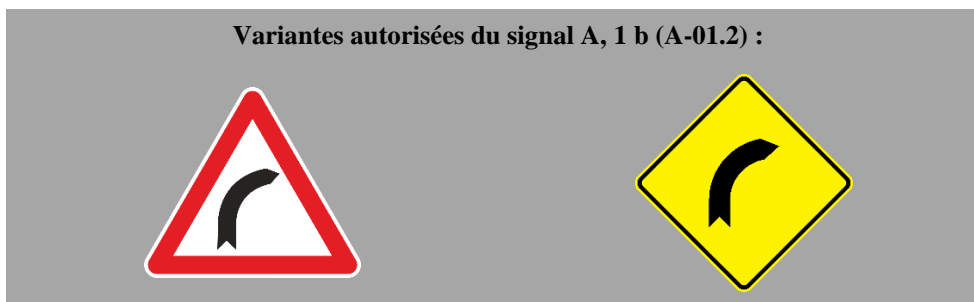 Variantes autorisées du signal A, 1 b (A-01.2) :